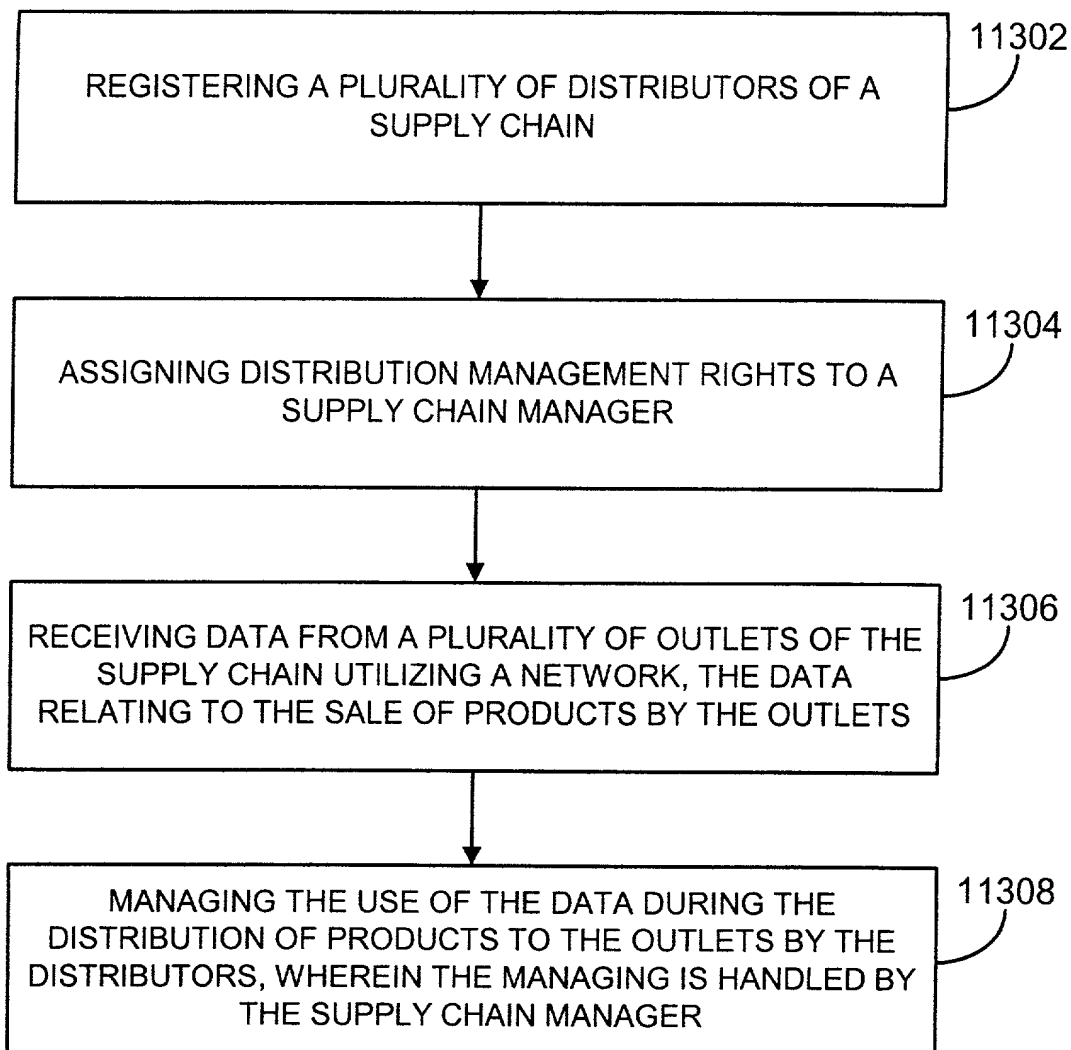 11302
REGISTERING A PLURALITY OF DISTRIBUTORS OF A
SUPPLY CHAIN
11304
ASSIGNING DISTRIBUTION MANAGEMENT RIGHTS TO A
SUPPLY CHAIN MANAGER
11306
RECEIVING DATA FROM A PLURALITY OF OUTLETS OF THE
SUPPLY CHAIN UTILIZING A NETWORK, THE DATA
RELATING TO THE SALE OF PRODUCTS BY THE OUTLETS
11308
MANAGING THE USE OF THE DATA DURING THE
DISTRIBUTION OF PRODUCTS TO THE OUTLETS BY THE
DISTRIBUTORS, WHEREIN THE MANAGING IS HANDLED BY
THE SUPPLY CHAIN MANAGER